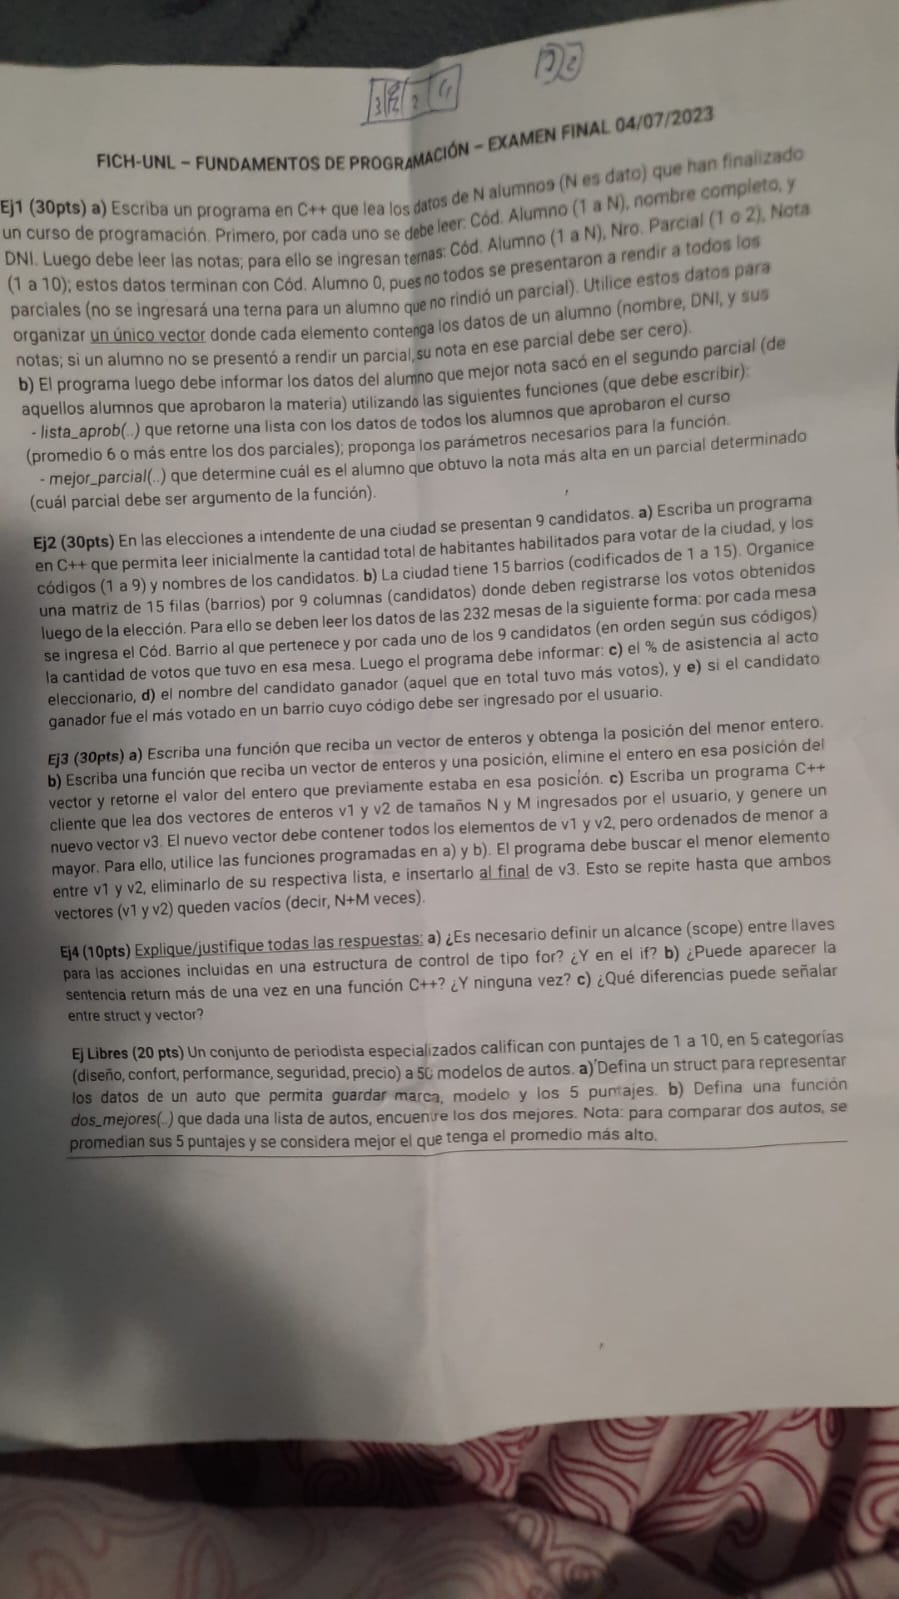 FICH-UNL – FUNDAMENTOS DE PROGRAMACIÓN – EXAMEN FINAL 04/07/2023
Ej1 (30pts) a) Escriba un programa en C++ que lea los datos de N alumnos (N es dato) que han finalizado
un curso de programación. Primero, por cada uno se debe leer: Cód. Alumno (1 a N), nombre completo, y
DNI. Luego debe leer las notas; para ello se ingresan ternas: Cód. Alumno (1 a N), Nro. Parcial (1 o 2), Nota
(1 a 10); estos datos terminan con Cód. Alumno 0, pues no todos se presentaron a rendir a todos los
parciales (no se ingresará una terna para un alumno que no rindió un parcial). Utilice estos datos para
organizar un único vector donde cada elemento contenga los datos de un alumno (nombre, DNI, y sus
notas; si un alumno no se presentó a rendir un parcial, su nota en ese parcial debe ser cero).
b) El programa luego debe informar los datos del alumno que mejor nota sacó en el segundo parcial (de
aquellos alumnos que aprobaron la materia) utilizando las siguientes funciones (que debe escribir):
- lista_aprob(..) que retorne una lista con los datos de todos los alumnos que aprobaron el curso
(promedio 6 o más entre los dos parciales); proponga los parámetros necesarios para la función.
- mejor_parcial(..) que determine cuál es el alumno que obtuvo la nota más alta en un parcial determinado
(cuál parcial debe ser argumento de la función).
Ej2 (30pts) En las elecciones a intendente de una ciudad se presentan 9 candidatos. a) Escriba un programa
en C++ que permita leer inicialmente la cantidad total de habitantes habilitados para votar de la ciudad, y los
códigos (1 a 9) y nombres de los candidatos. b) La ciudad tiene 15 barrios (codificados de 1 a 15). Organice
una matriz de 15 filas (barrios) por 9 columnas (candidatos) donde deben registrarse los votos obtenidos
luego de la elección. Para ello se deben leer los datos de las 232 mesas de la siguiente forma: por cada mesa
se ingresa el Cód. Barrio al que pertenece y por cada uno de los 9 candidatos (en orden según sus códigos)
la cantidad de votos que tuvo en esa mesa. Luego el programa debe informar: c) el % de asistencia al acto
eleccionario, d) el nombre del candidato ganador (aquel que en total tuvo más votos), y e) si el candidato
ganador fue el más votado en un barrio cuyo código debe ser ingresado por el usuario.
Ej3 (30pts) a) Escriba una función que reciba un vector de enteros y obtenga la posición del menor entero.
b) Escriba una función que reciba un vector de enteros y una posición, elimine el entero en esa posición del
vector y retorne el valor del entero que previamente estaba en esa posición. c) Escriba un programa C++
cliente que lea dos vectores de enteros v1 y v2 de tamaños N y M ingresados por el usuario, y genere un
nuevo vector v3. El nuevo vector debe contener todos los elementos de v1 y v2, pero ordenados de menor a
mayor. Para ello, utilice las funciones programadas en a) y b). El programa debe buscar el menor elemento
entre v1 y v2, eliminarlo de su respectiva lista, e insertarlo al final de v3. Esto se repite hasta que ambos
vectores (v1 y v2) queden vacíos (decir, N+M veces).
Ej4 (10pts) Explique/justifique todas las respuestas: a) ¿Es necesario definir un alcance (scope) entre llaves
para las acciones incluidas en una estructura de control de tipo for? ¿Y en el if? b) ¿Puede aparecer la
sentencia return más de una vez en una función C++? ¿Y ninguna vez? c) ¿Qué diferencias puede señalar
entre struct y vector?
Ej Libres (20 pts) Un conjunto de periodista especializados califican con puntajes de 1 a 10, en 5 categorías
(diseño, confort, performance, seguridad, precio) a 50 modelos de autos. a) Defina un struct para representar
los datos de un auto que permita guardar marca, modelo y los 5 puntajes. b) Defina una función
dos_mejores(..) que dada una lista de autos, encuentre los dos mejores. Nota: para comparar dos autos, se
promedian sus 5 puntajes y se considera mejor el que tenga el promedio más alto.